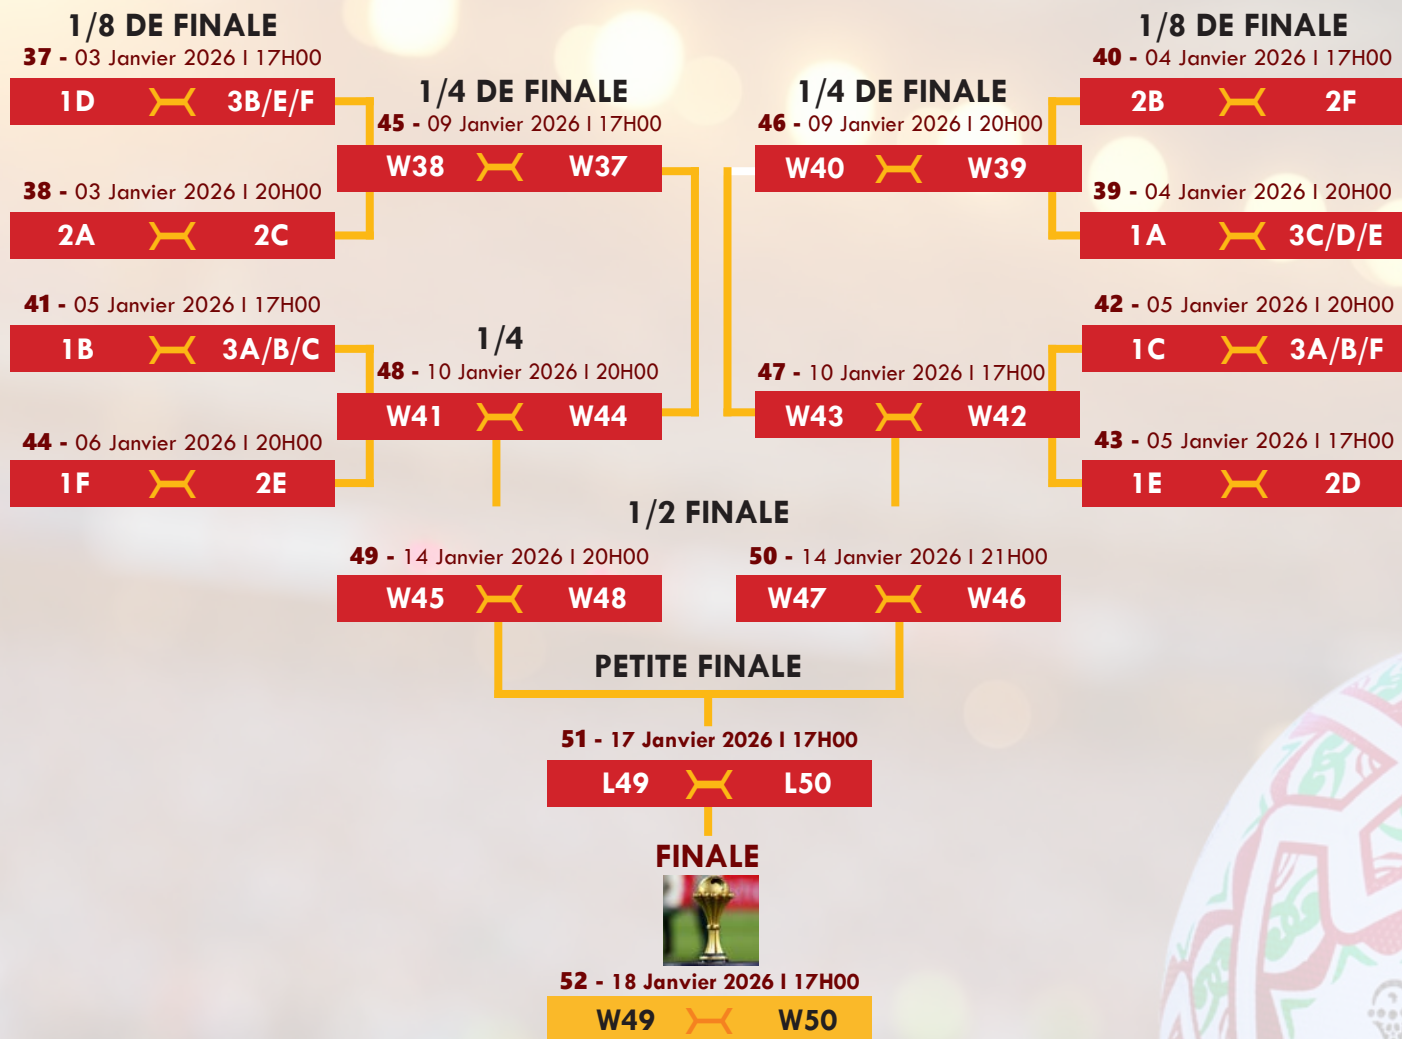 1/8 DE FINALE
37 - 03 Janvier 2026 I 17H00
1D 3B/E/F
38 - 03 Janvier 2026 I 20H00
2A 2C
41 - 05 Janvier 2026 I 17H00
1B 3A/B/C
44 - 06 Janvier 2026 I 20H00
1F 2E
1/4 DE FINALE
45 - 09 Janvier 2026 I 17H00
W38 W37
1/4
48 - 10 Janvier 2026 I 20H00
W41 W44
1/4 DE FINALE
46 - 09 Janvier 2026 I 20H00
W40 W39
47 - 10 Janvier 2026 I 17H00
W43 W42
1/8 DE FINALE
40 - 04 Janvier 2026 I 17H00
2B 2F
39 - 04 Janvier 2026 I 20H00
1A 3C/D/E
42 - 05 Janvier 2026 I 20H00
1C 3A/B/F
43 - 05 Janvier 2026 I 17H00
1E 2D
1/2 FINALE
49 - 14 Janvier 2026 I 20H00
W45 W48
50 - 14 Janvier 2026 I 21H00
W47 W46
PETITE FINALE
51 - 17 Janvier 2026 I 17H00
L49 L50
FINALE
52 - 18 Janvier 2026 I 17H00
W49 W50